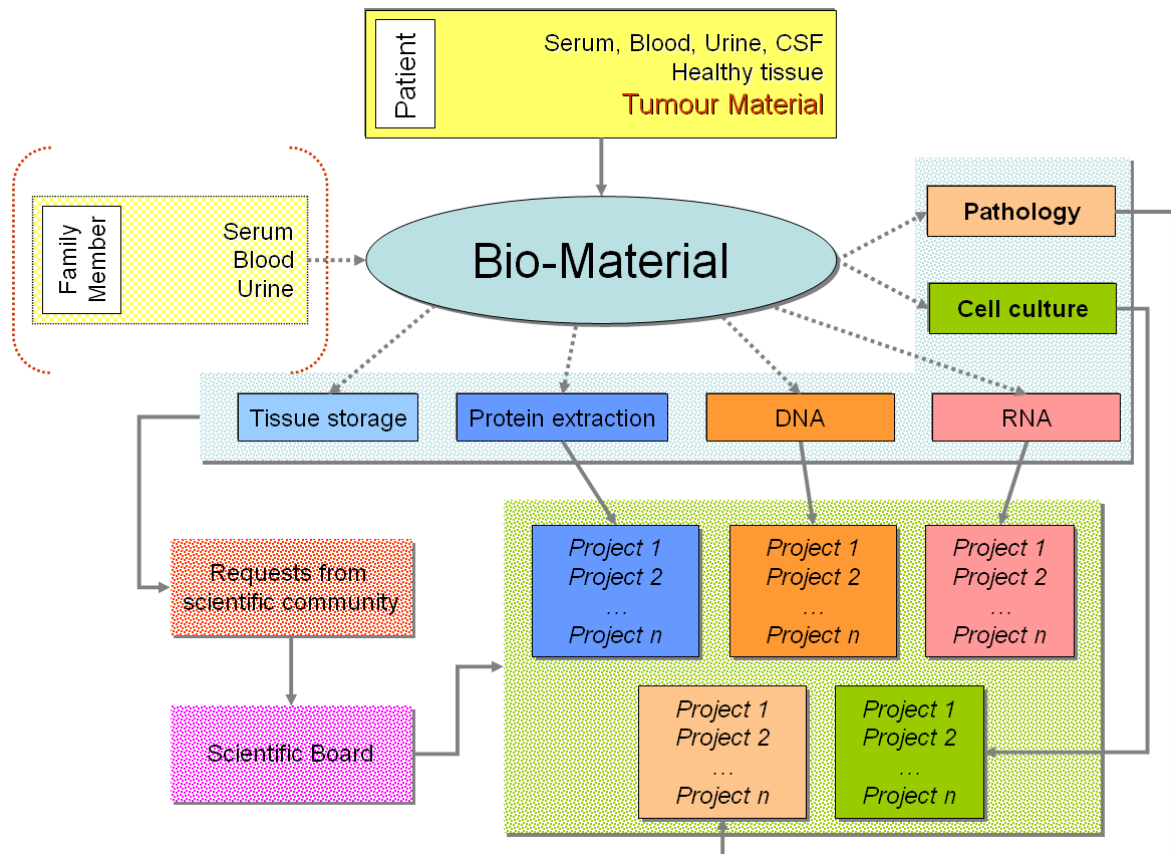 Patient
Serum, Blood, Urine, CSF
Healthy tissue
Tumour Material
Family
Member
Serum
Blood
Urine
Bio-Material
Pathology
Cell culture
Tissue storage
Protein extraction
DNA
RNA
Requests from
scientific community
Scientific Board
Project 1
Project 2
...
Project n
Project 1
Project 2
...
Project n
Project 1
Project 2
...
Project n
Project 1
Project 2
...
Project n
Project 1
Project 2
...
Project n